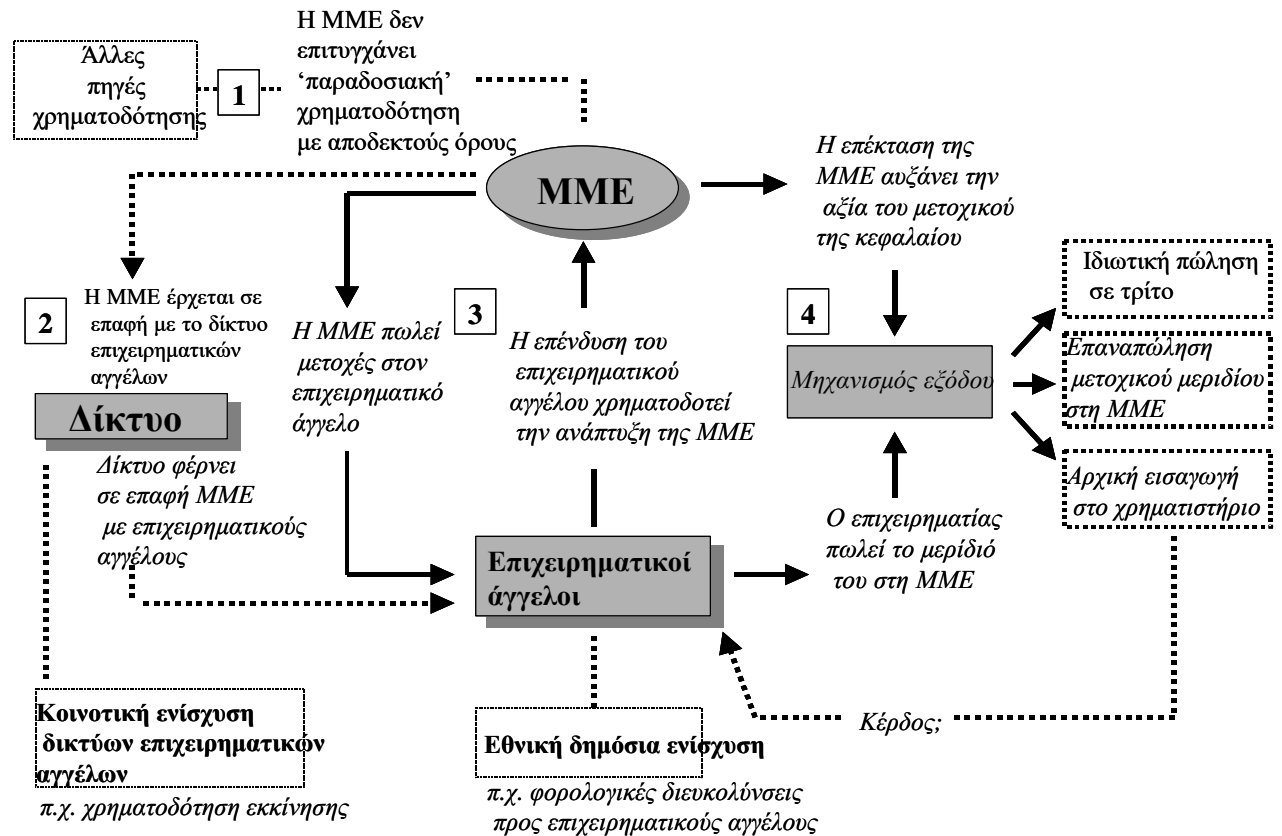 Άλλες
πηγές
χρηματοδότησης
1
Η ΜΜΕ δεν
επιτυγχάνει
‘παραδοσιακή’
χρηματοδότηση
με αποδεκτούς όρους
ΜΜΕ
Η επέκταση της
ΜΜΕ αυξάνει την
αξία του μετοχικού
της κεφαλαίου
2
Η ΜΜΕ έρχεται σε
επαφή με το δίκτυο
επιχειρηματικών
αγγέλων
Δίκτυο
Δίκτυο φέρνει
σε επαφή ΜΜΕ
με επιχειρηματικούς
αγγέλους
Η ΜΜΕ πωλεί
μετοχές στον
επιχειρηματικό
άγγελο
3
Η επένδυση του
επιχειρηματικού
αγγέλου χρηματοδοτεί
την ανάπτυξη της ΜΜΕ
4
Μηχανισμός εξόδου
Ιδιωτική πώληση
σε τρίτο
Επαναπώληση
μετοχικού μεριδίου
στη ΜΜΕ
Αρχική εισαγωγή
στο χρηματιστήριο
Επιχειρηματικοί
άγγελοι
Ο επιχειρηματίας
πωλεί το μερίδιό
του στη ΜΜΕ
Κέρδος;
Κοινοτική ενίσχυση
δικτύων επιχειρηματικών
αγγέλων
π.χ. χρηματοδότηση εκκίνησης
Εθνική δημόσια ενίσχυση
π.χ. φορολογικές διευκολύνσεις
προς επιχειρηματικούς αγγέλους